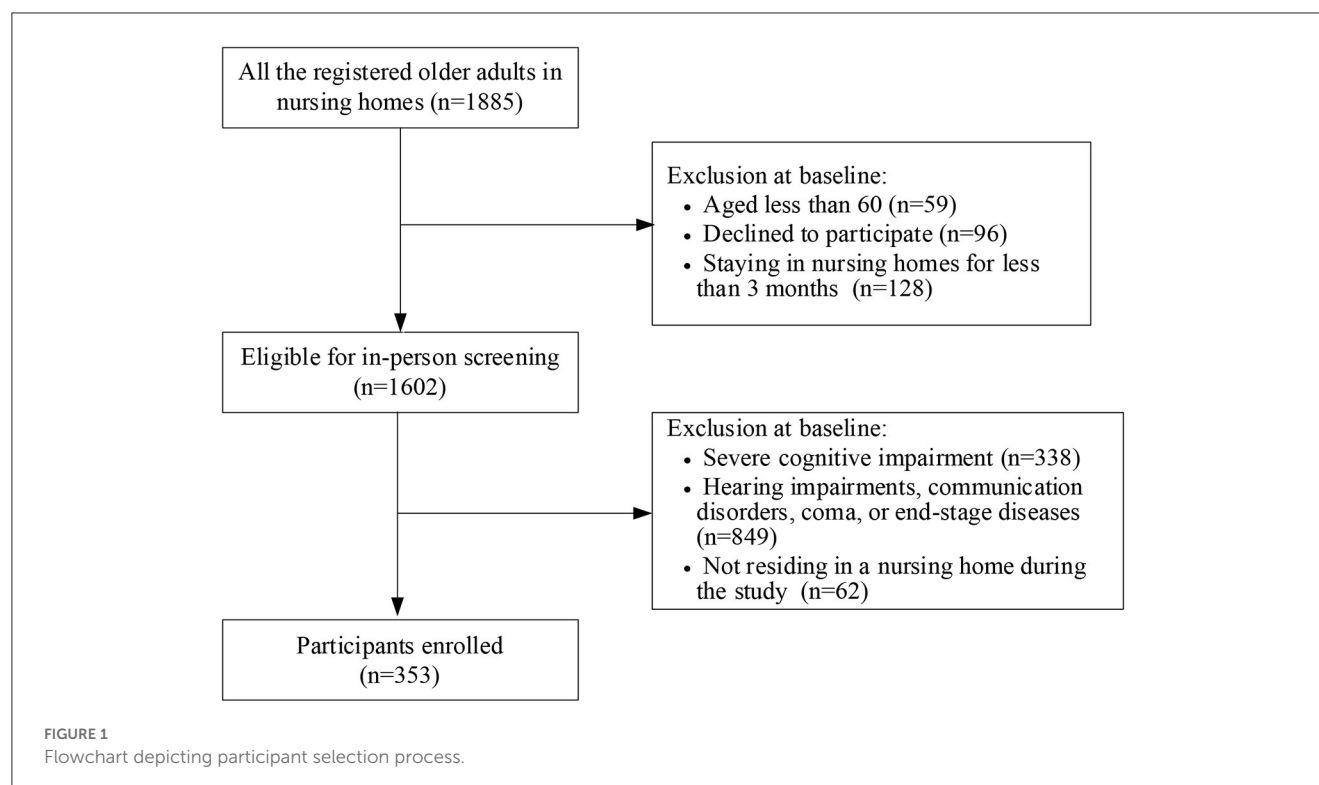 All the registered older adults in
nursing homes (n=1885)
Exclusion at baseline:
• Aged less than 60 (n=59)
• Declined to participate (n=96)
• Staying in nursing homes for less
than 3 months (n=128)
Eligible for in-person screening
(n=1602)
Exclusion at baseline:
• Severe cognitive impairment (n=338)
• Hearing impairments, communication
disorders, coma, or end-stage diseases
(n=849)
• Not residing in a nursing home during
the study (n=62)
Participants enrolled
(n=353)
FIGURE 1
Flowchart depicting participant selection process.